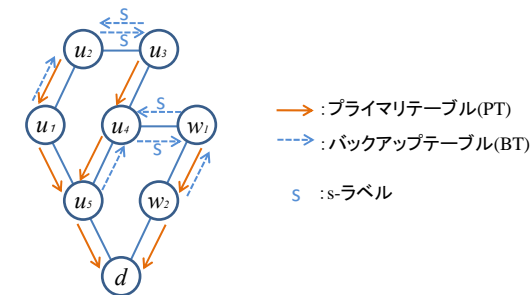 S
S
u₂
u₃
S
u₁
u₄
w₁
S
u₅
w₂
d
:プライマリテーブル(PT)
:バックアップテーブル(BT)
S :s-ラベル